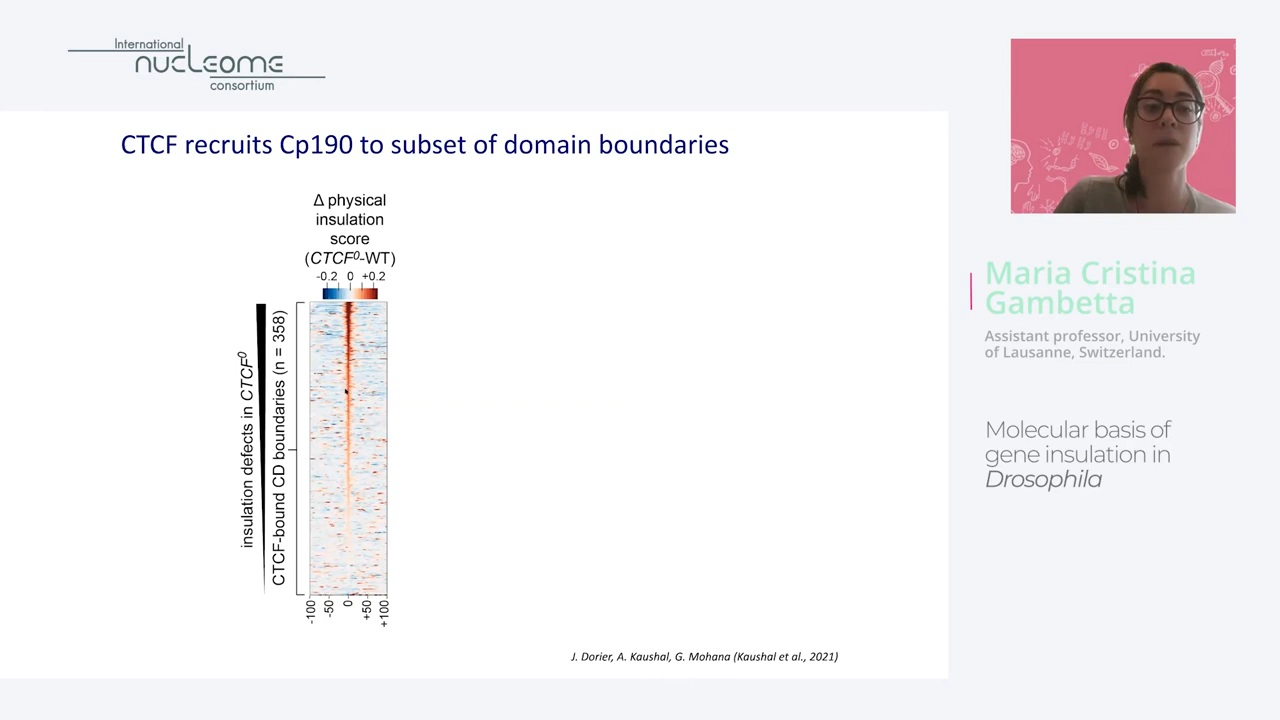 International
nucleome
consortium
CTCF recruits Cp190 to subset of domain boundaries
Δ physical
insulation
score
(CTCF⁰-WT)
-0.2 0 +0.2
insulation defects in CTCF⁰
CTCF-bound CD boundaries (n = 358)
-100 -50 0 +50 +100
J. Dorier, A. Kaushal, G. Mohana (Kaushal et al., 2021)
Maria Cristina
Gambetta
Assistant professor, University
of Lausanne, Switzerland.
Molecular basis of
gene insulation in
Drosophila